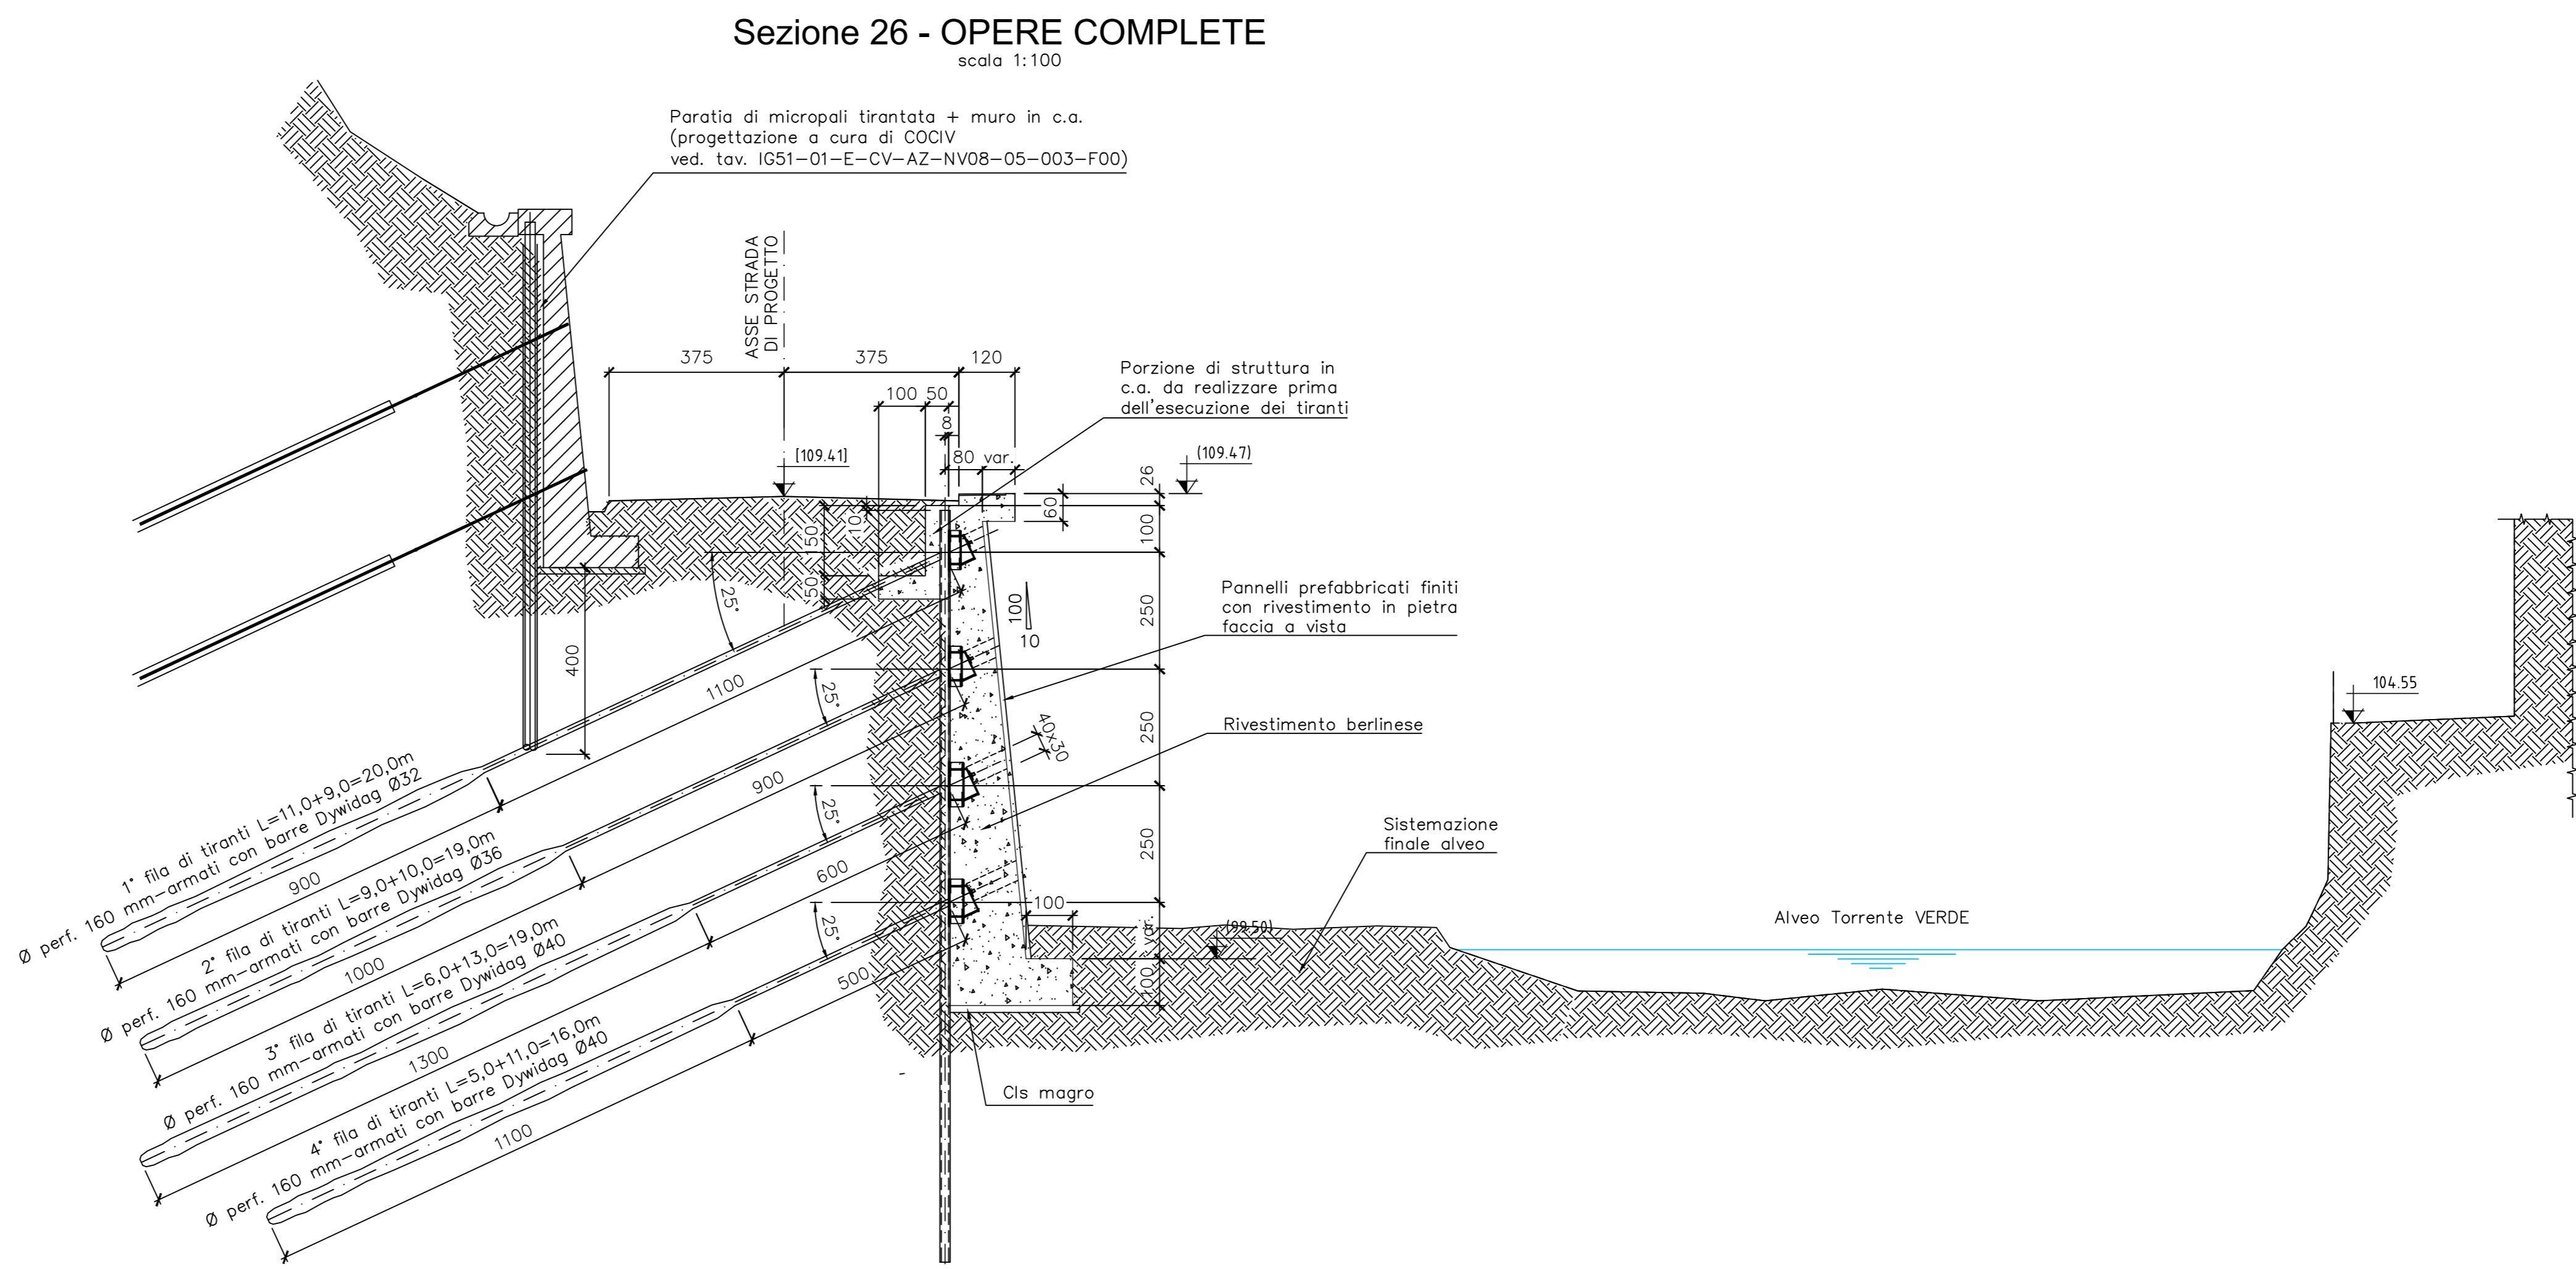 Sezione 26 - OPERE COMPLETE
scala 1:100
Paratia di micropali tirantata + muro in c.a.
(progettazione a cura di COCIV
ved. tav. IG51-01-E-CV-AZ-NV08-05-003-F00)
ASSE STRADA
DI PROGETTO
375
375
120
100
50
8
80
var.
[109.41]
(109.47)
Porzione di struttura in
c.a. da realizzare prima
dell'esecuzione dei tiranti
26
60
100
150
10
50
25°
250
100
10
Pannelli prefabbricati finiti
con rivestimento in pietra
faccia a vista
400
1100
25°
250
40x30
Rivestimento berlinese
104.55
900
25°
250
600
Sistemazione
finale alveo
100
25°
var.
(99.50)
100
500
Alveo Torrente VERDE
Cls magro
1° fila di tiranti L=11,0+9,0=20,0m
Ø perf. 160 mm-armati con barre Dywidag Ø32
900
2° fila di tiranti L=9,0+10,0=19,0m
Ø perf. 160 mm-armati con barre Dywidag Ø36
1000
3° fila di tiranti L=6,0+13,0=19,0m
Ø perf. 160 mm-armati con barre Dywidag Ø40
1300
4° fila di tiranti L=5,0+11,0=16,0m
Ø perf. 160 mm-armati con barre Dywidag Ø40
1100